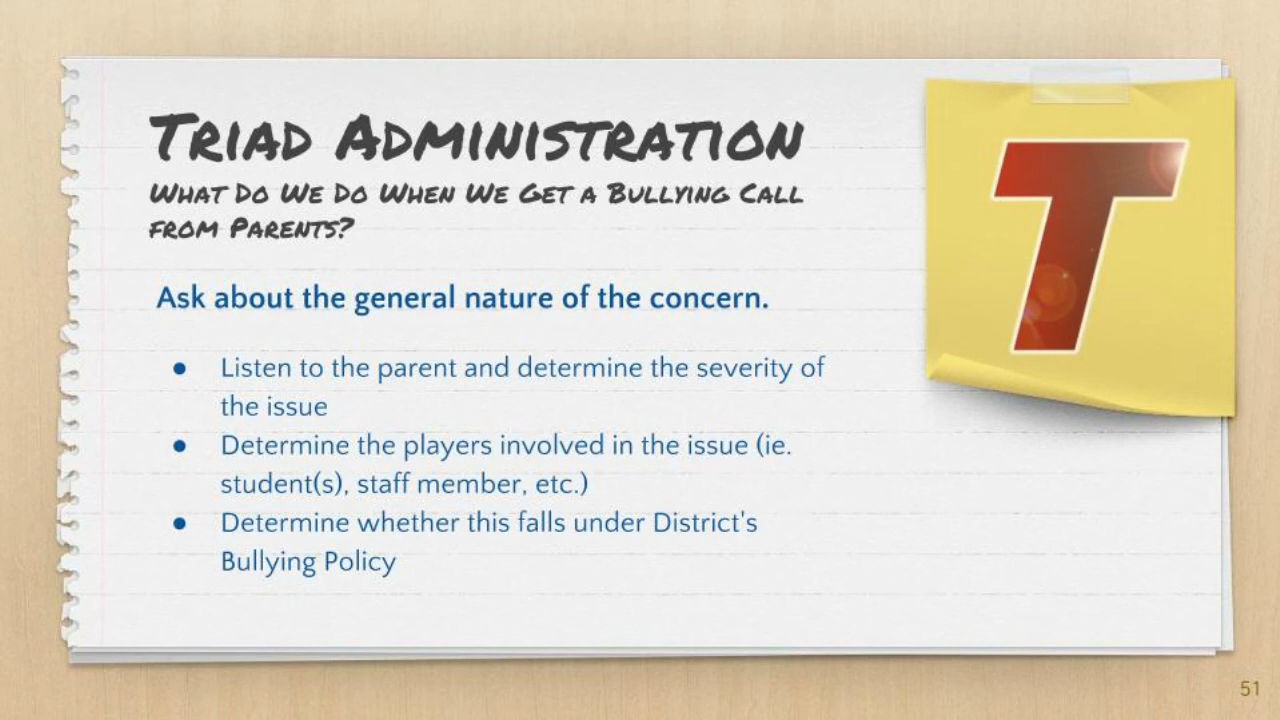 Triad Administration
What Do We Do When We Get a Bullying Call
from Parents?
T
Ask about the general nature of the concern.
● Listen to the parent and determine the severity of
the issue
● Determine the players involved in the issue (ie.
student(s), staff member, etc.)
● Determine whether this falls under District's
Bullying Policy
51